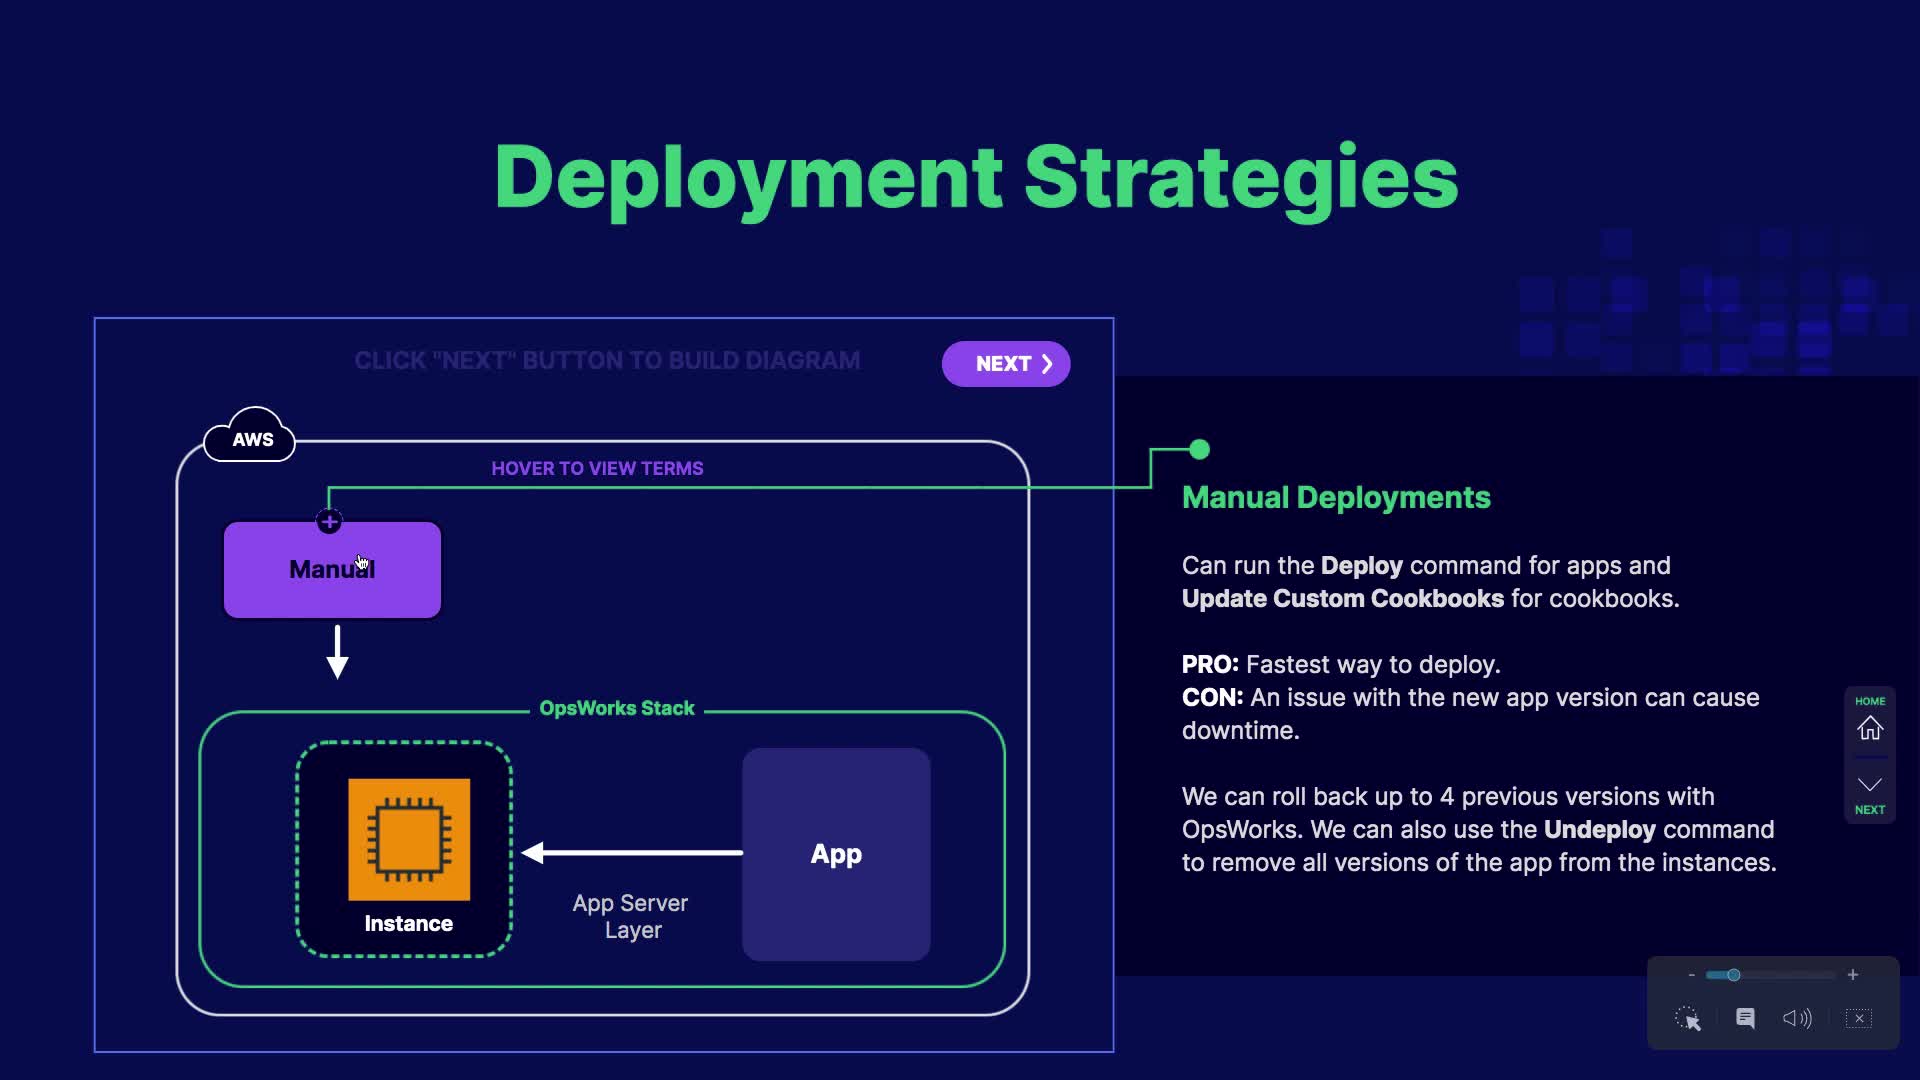 Deployment Strategies
CLICK "NEXT" BUTTON TO BUILD DIAGRAM
NEXT
AWS
HOVER TO VIEW TERMS
Manual
OpsWorks Stack
Instance
App Server
Layer
App
Manual Deployments
Can run the Deploy command for apps and
Update Custom Cookbooks for cookbooks.
PRO: Fastest way to deploy.
CON: An issue with the new app version can cause
downtime.
We can roll back up to 4 previous versions with
OpsWorks. We can also use the Undeploy command
to remove all versions of the app from the instances.
HOME
NEXT